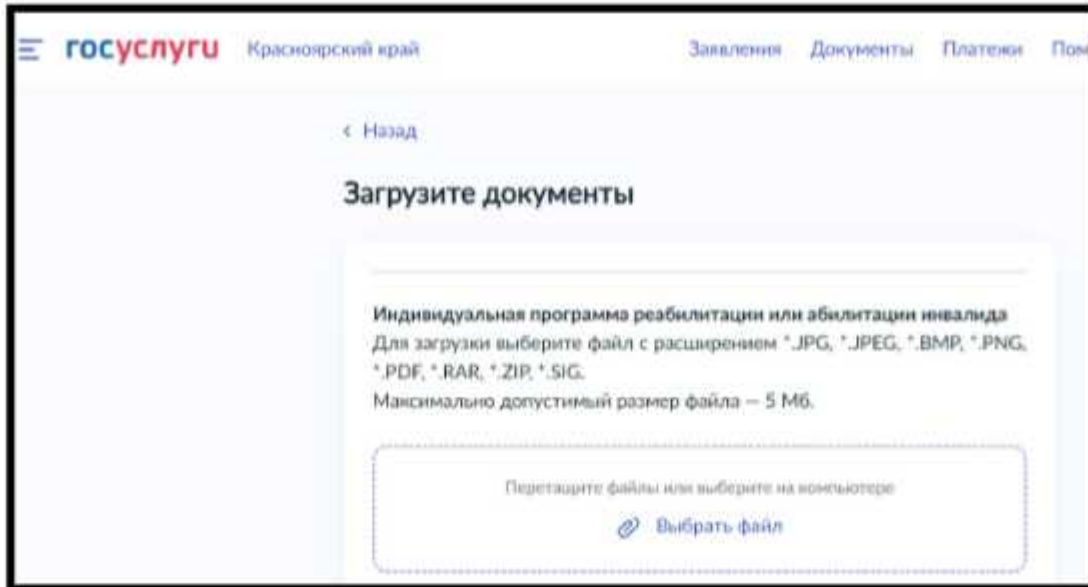 госуслуги Красноярский край Заявления Документы Платежи Пом
Назад
Загрузите документы
Индивидуальная программа реабилитации или абилитации инвалида
Для загрузки выберите файл с расширением *.JPG, *.JPEG, *.BMP, *.PNG,
*.PDF, *.RAR, *.ZIP, *.SIG.
Максимально допустимый размер файла — 5 Мб.
Перетащите файлы или выберите на компьютере
Выбрать файл